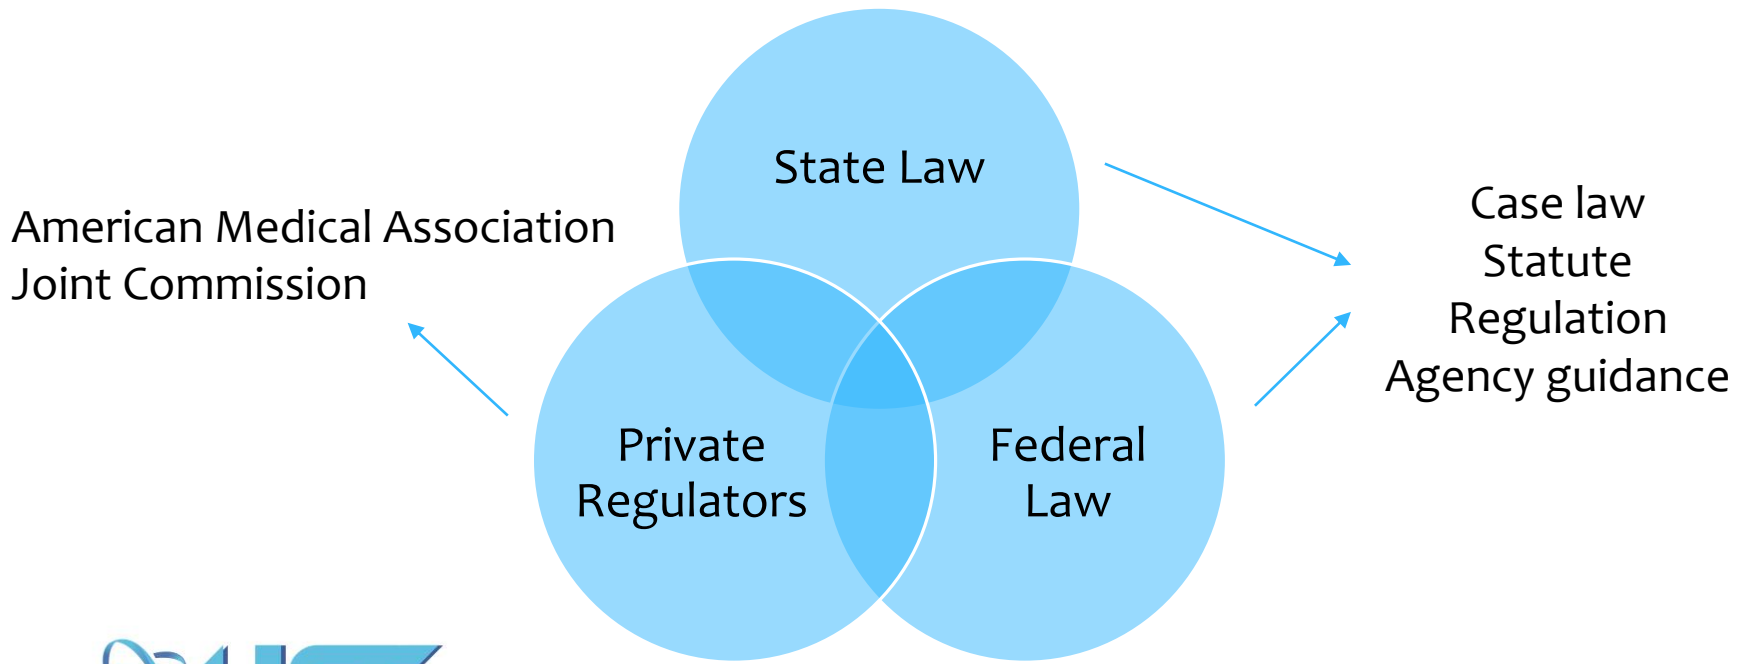 State Law
American Medical Association
Joint Commission
Case law
Statute
Regulation
Agency guidance
Private
Regulators
Federal
Law